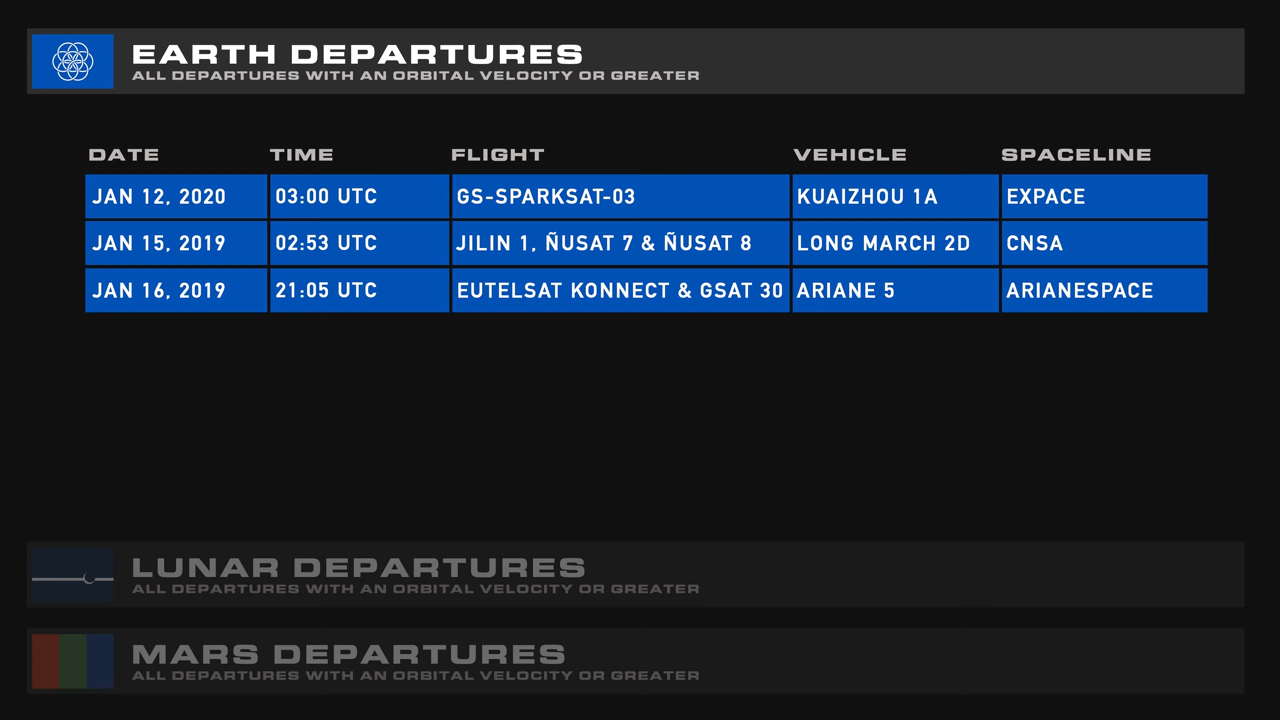 EARTH DEPARTURES
ALL DEPARTURES WITH AN ORBITAL VELOCITY OR GREATER
DATE TIME FLIGHT VEHICLE SPACELINE
JAN 12, 2020 03:00 UTC GS-SPARKSAT-03 KUAIZHOU 1A EXPACE
JAN 15, 2019 02:53 UTC JILIN 1, ÑUSAT 7 & ÑUSAT 8 LONG MARCH 2D CNSA
JAN 16, 2019 21:05 UTC EUTELSAT KONNECT & GSAT 30 ARIANE 5 ARIANESPACE
LUNAR DEPARTURES
ALL DEPARTURES WITH AN ORBITAL VELOCITY OR GREATER
MARS DEPARTURES
ALL DEPARTURES WITH AN ORBITAL VELOCITY OR GREATER